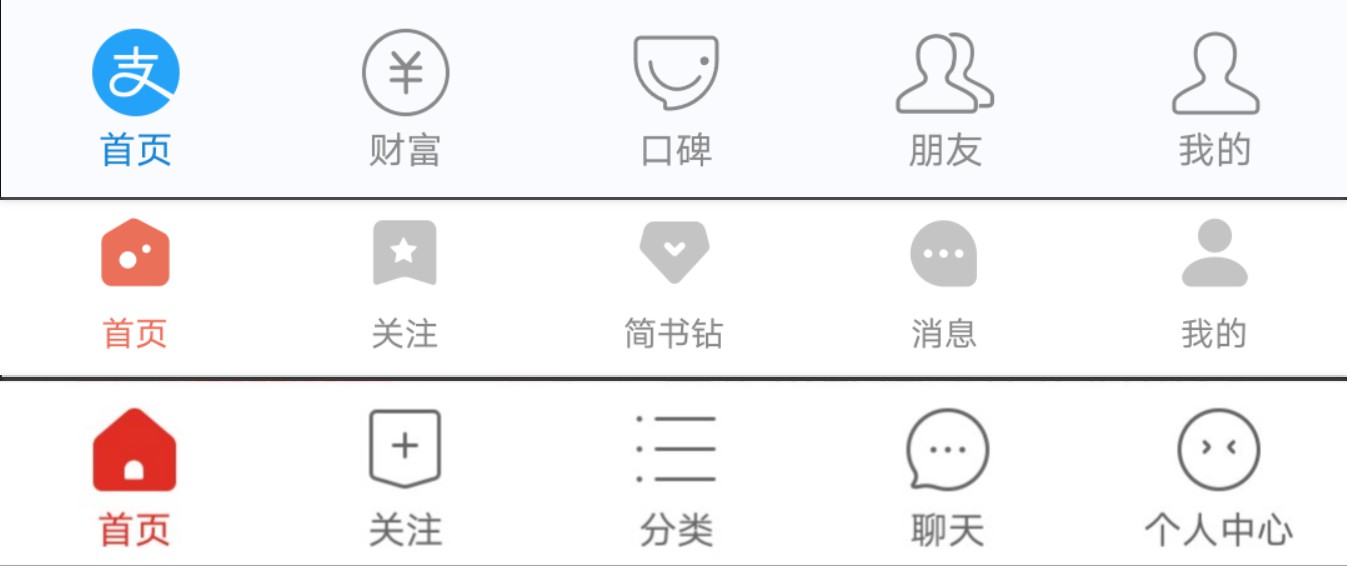 支
首页 财富 口碑 朋友 我的
首页 关注 简书钻 消息 我的
首页 关注 分类 聊天 个人中心